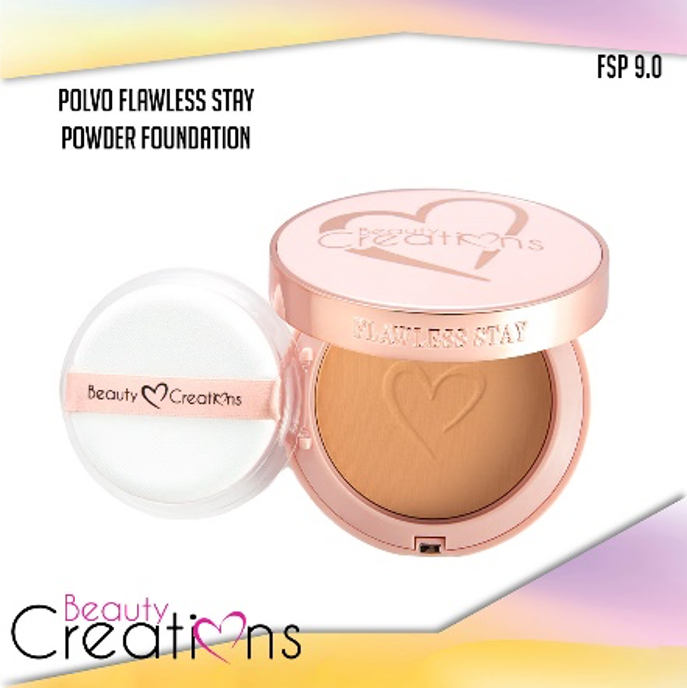 FSP 9.0
POLVO FLAWLESS STAY
POWDER FOUNDATION
Beauty
Creations
FLAWLESS STAY
Beauty Creations
Beauty
Creations